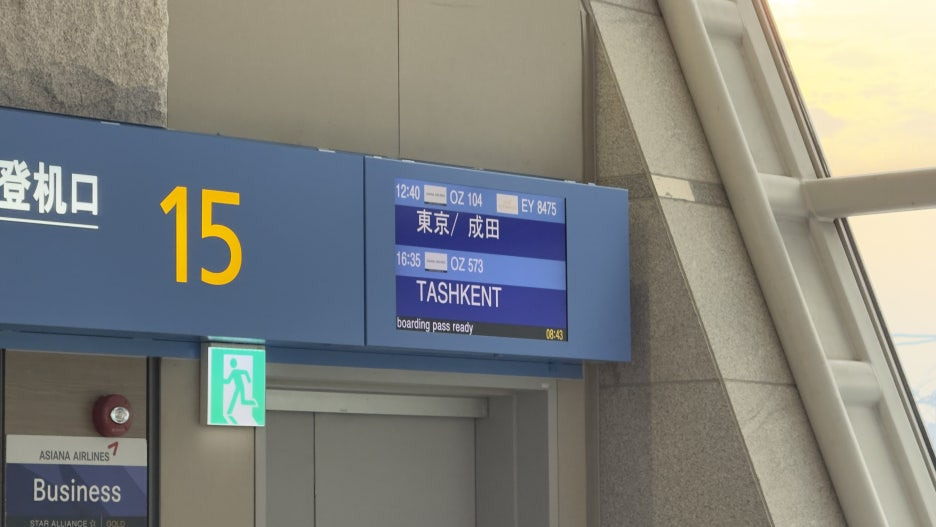 登机口
15
12:40 OZ 104 EY 8475
東京/ 成田
16:35 OZ 573
TASHKENT
boarding pass ready 08:43
ASIANA AIRLINES
Business
STAR ALLIANCE GOLD